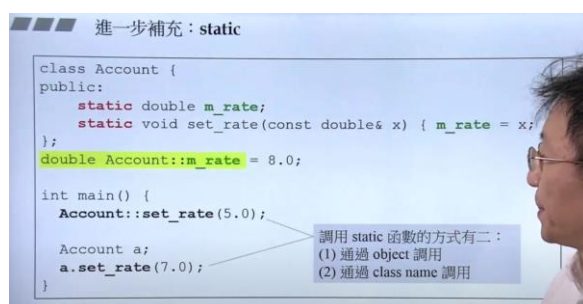 進一步補充：static
class Account {
public:
static double m_rate;
static void set_rate(const double& x) { m_rate = x;
};
double Account::m_rate = 8.0;
int main() {
Account::set_rate(5.0);
Account a;
a.set_rate(7.0);
}
調用 static 函數的方式有二：
(1) 通過 object 調用
(2) 通過 class name 調用